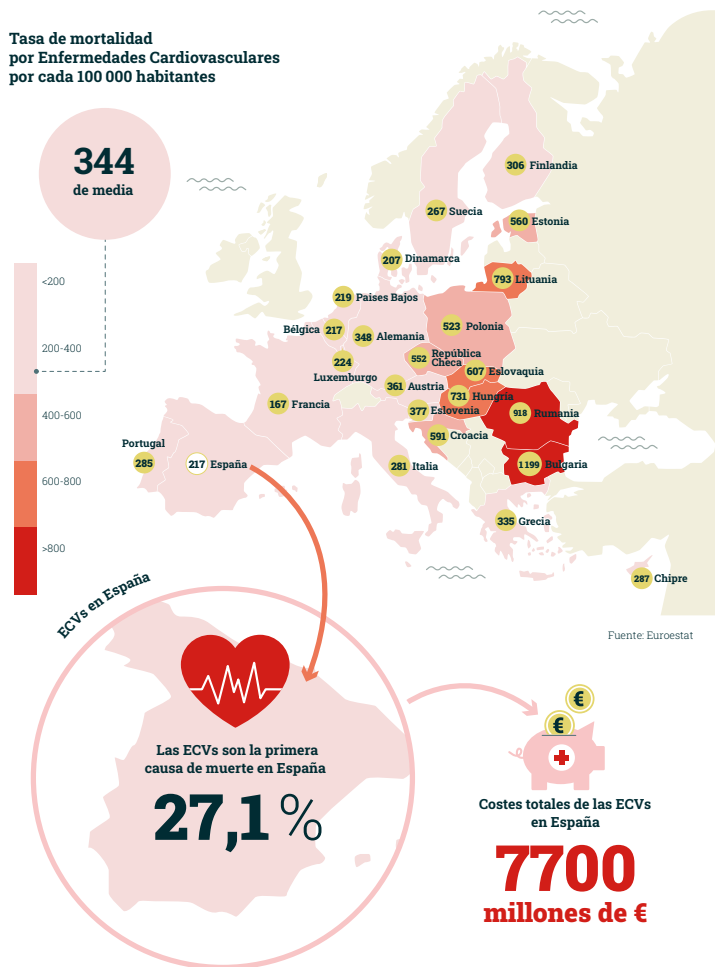 Tasa de mortalidad
por Enfermedades Cardiovasculares
por cada 100 000 habitantes
344
de media
<200
200-400
400-600
600-800
>800
306 Finlandia
267 Suecia
560 Estonia
207 Dinamarca
793 Lituania
219 Paises Bajos
Bélgica 217
348 Alemania
523 Polonia
224
Luxemburgo
552 República
Checa
607 Eslovaquia
361 Austria
731 Hungría
167 Francia
377 Eslovenia
918 Rumania
591 Croacia
Portugal
285
217 España
281 Italia
1199 Bulgaria
335 Grecia
287 Chipre
Fuente: Euroestat
ECVs en España
Las ECVs son la primera
causa de muerte en España
27,1 %
€
€
Costes totales de las ECVs
en España
7700
millones de €